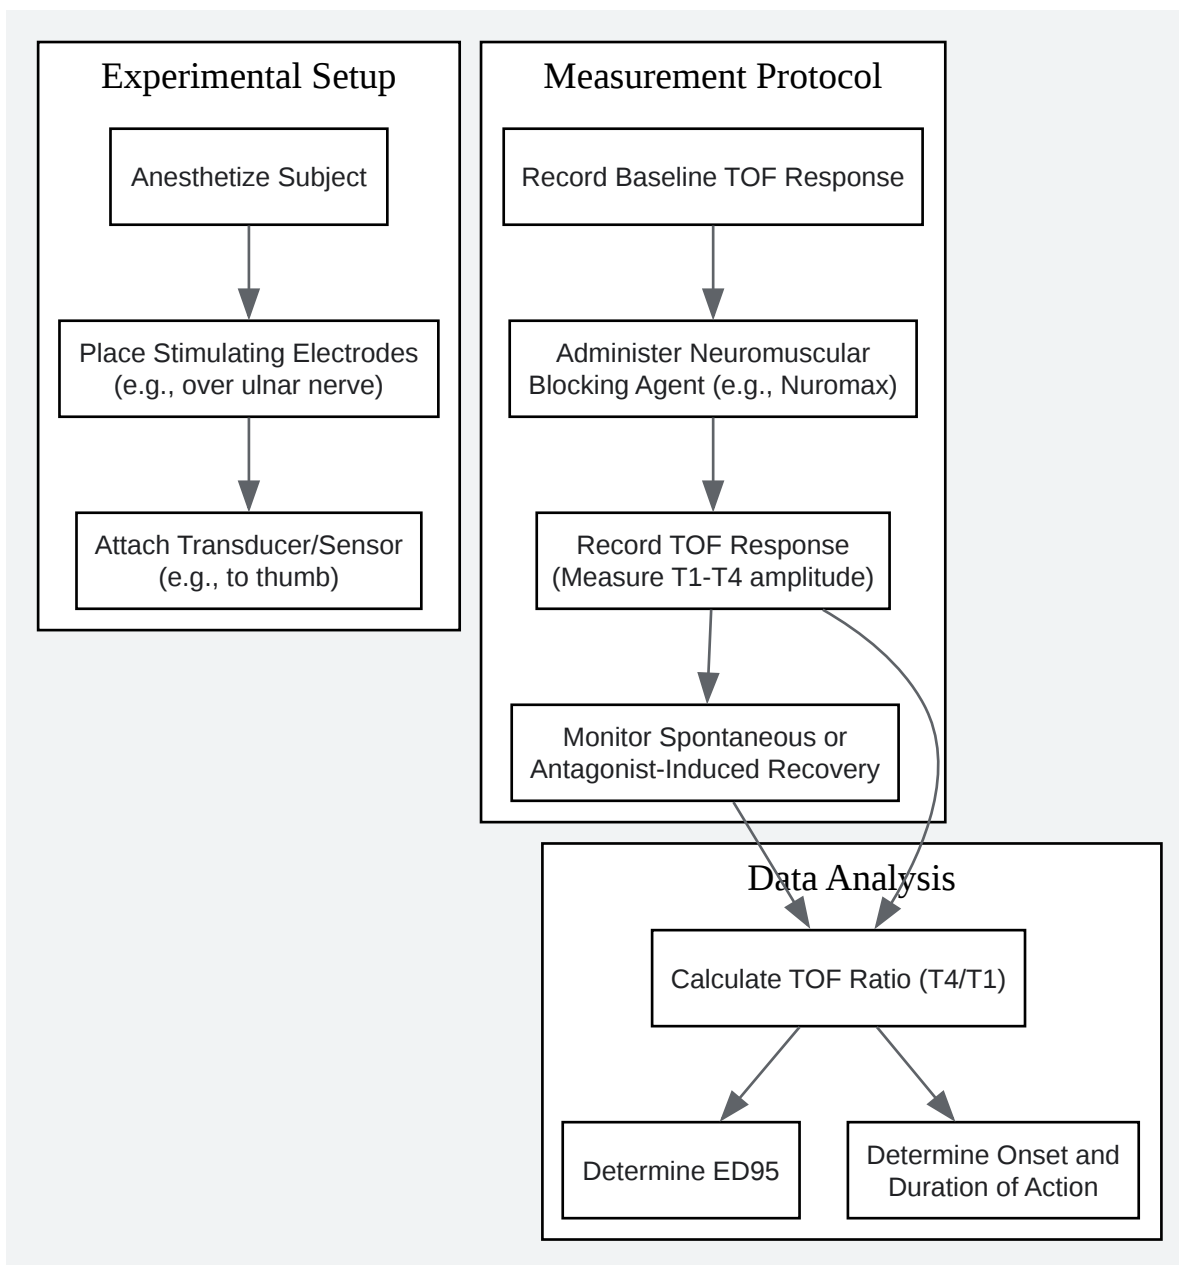 Experimental Setup
Anesthetize Subject
Place Stimulating Electrodes
(e.g., over ulnar nerve)
Attach Transducer/Sensor
(e.g., to thumb)
Measurement Protocol
Record Baseline TOF Response
Administer Neuromuscular
Blocking Agent (e.g., Nuromax)
Record TOF Response
(Measure T1-T4 amplitude)
Monitor Spontaneous or
Antagonist-Induced Recovery
Data Analysis
Calculate TOF Ratio (T4/T1)
Determine ED95
Determine Onset and
Duration of Action